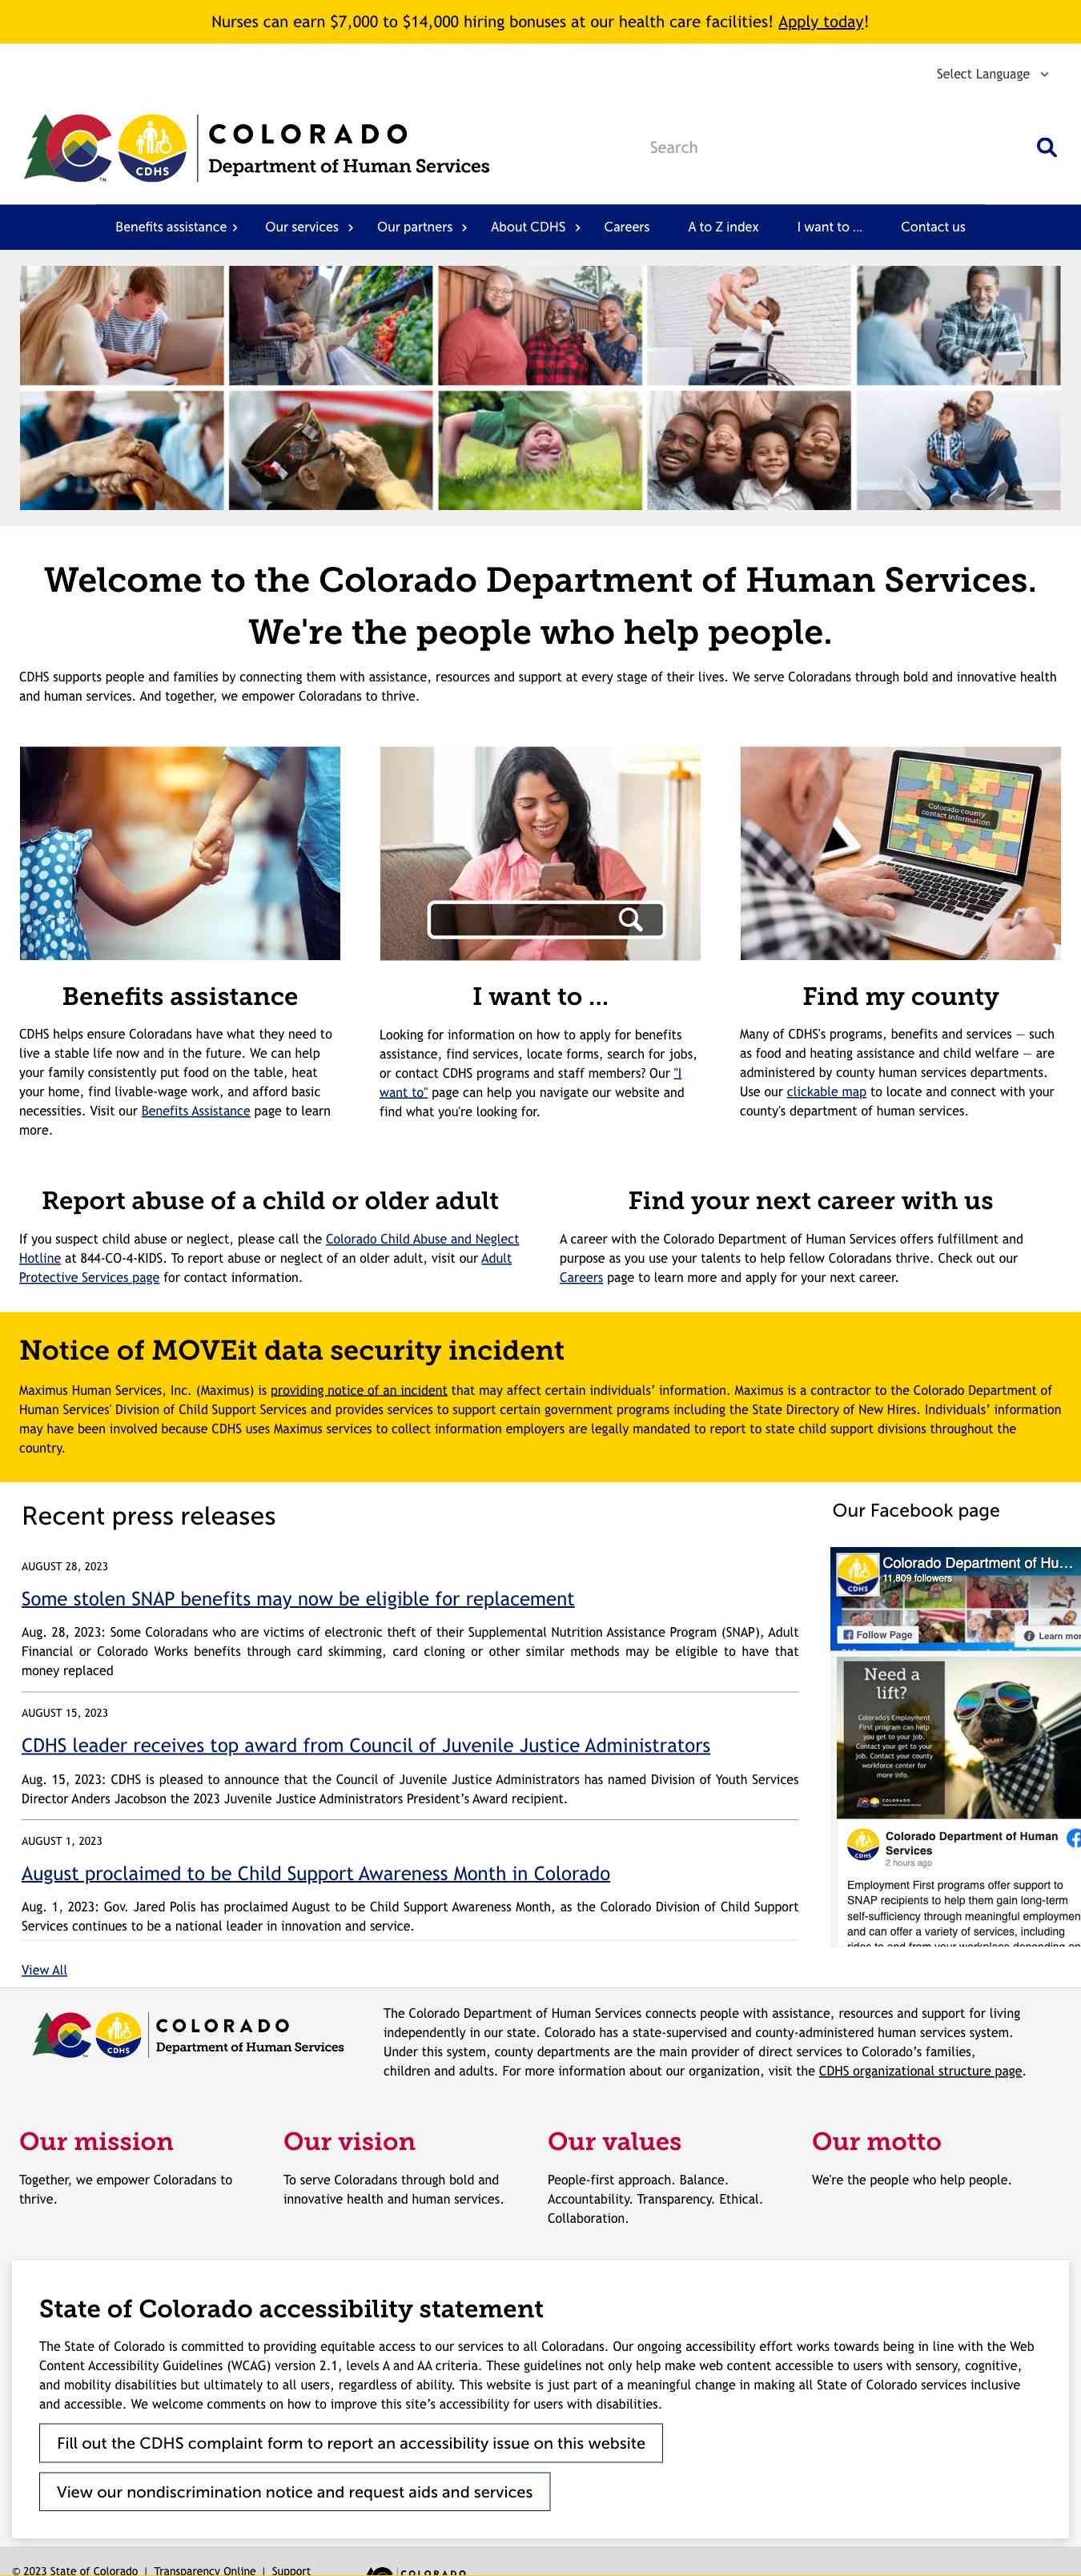 Nurses can earn $7,000 to $14,000 hiring bonuses at our health care facilities! Apply today!
Select Language
COLORADO
Department of Human Services
CDHS
TM
Search
Benefits assistance
Our services
Our partners
About CDHS
Careers
A to Z index
I want to ...
Contact us
Welcome to the Colorado Department of Human Services.
We're the people who help people.
CDHS supports people and families by connecting them with assistance, resources and support at every stage of their lives. We serve Coloradans through bold and innovative health
and human services. And together, we empower Coloradans to thrive.
Colorado county
contact information
Benefits assistance
CDHS helps ensure Coloradans have what they need to
live a stable life now and in the future. We can help
your family consistently put food on the table, heat
your home, find livable-wage work, and afford basic
necessities. Visit our Benefits Assistance page to learn
more.
I want to ...
Looking for information on how to apply for benefits
assistance, find services, locate forms, search for jobs,
or contact CDHS programs and staff members? Our "I
want to" page can help you navigate our website and
find what you're looking for.
Find my county
Many of CDHS's programs, benefits and services — such
as food and heating assistance and child welfare — are
administered by county human services departments.
Use our clickable map to locate and connect with your
county's department of human services.
Report abuse of a child or older adult
If you suspect child abuse or neglect, please call the Colorado Child Abuse and Neglect
Hotline at 844-CO-4-KIDS. To report abuse or neglect of an older adult, visit our Adult
Protective Services page for contact information.
Find your next career with us
A career with the Colorado Department of Human Services offers fulfillment and
purpose as you use your talents to help fellow Coloradans thrive. Check out our
Careers page to learn more and apply for your next career.
Notice of MOVEit data security incident
Maximus Human Services, Inc. (Maximus) is providing notice of an incident that may affect certain individuals’ information. Maximus is a contractor to the Colorado Department of
Human Services' Division of Child Support Services and provides services to support certain government programs including the State Directory of New Hires. Individuals’ information
may have been involved because CDHS uses Maximus services to collect information employers are legally mandated to report to state child support divisions throughout the
country.
Recent press releases
AUGUST 28, 2023
Some stolen SNAP benefits may now be eligible for replacement
Aug. 28, 2023: Some Coloradans who are victims of electronic theft of their Supplemental Nutrition Assistance Program (SNAP), Adult
Financial or Colorado Works benefits through card skimming, card cloning or other similar methods may be eligible to have that
money replaced
AUGUST 15, 2023
CDHS leader receives top award from Council of Juvenile Justice Administrators
Aug. 15, 2023: CDHS is pleased to announce that the Council of Juvenile Justice Administrators has named Division of Youth Services
Director Anders Jacobson the 2023 Juvenile Justice Administrators President’s Award recipient.
AUGUST 1, 2023
August proclaimed to be Child Support Awareness Month in Colorado
Aug. 1, 2023: Gov. Jared Polis has proclaimed August to be Child Support Awareness Month, as the Colorado Division of Child Support
Services continues to be a national leader in innovation and service.
View All
Our Facebook page
Colorado Department of Hu...
11,809 followers
CDHS
Follow Page
Learn mor
Need a
lift?
Colorado's Employment
First program can help
you get to your job.
Contact your get to your
job. Contact your county
workforce center for
more info.
COLORADO
CDHS
Colorado Department of Human
Services
2 hours ago
Employment First programs offer support to
SNAP recipients to help them gain long-term
self-sufficiency through meaningful employmen
and can offer a variety of services, including
rides to and from your workplace depending on
COLORADO
Department of Human Services
CDHS
The Colorado Department of Human Services connects people with assistance, resources and support for living
independently in our state. Colorado has a state-supervised and county-administered human services system.
Under this system, county departments are the main provider of direct services to Colorado’s families,
children and adults. For more information about our organization, visit the CDHS organizational structure page.
Our mission
Together, we empower Coloradans to
thrive.
Our vision
To serve Coloradans through bold and
innovative health and human services.
Our values
People-first approach. Balance.
Accountability. Transparency. Ethical.
Collaboration.
Our motto
We're the people who help people.
State of Colorado accessibility statement
The State of Colorado is committed to providing equitable access to our services to all Coloradans. Our ongoing accessibility effort works towards being in line with the Web
Content Accessibility Guidelines (WCAG) version 2.1, levels A and AA criteria. These guidelines not only help make web content accessible to users with sensory, cognitive,
and mobility disabilities but ultimately to all users, regardless of ability. This website is just part of a meaningful change in making all State of Colorado services inclusive
and accessible. We welcome comments on how to improve this site’s accessibility for users with disabilities.
Fill out the CDHS complaint form to report an accessibility issue on this website
View our nondiscrimination notice and request aids and services
© 2023 State of Colorado | Transparency Online | Support
COLORADO